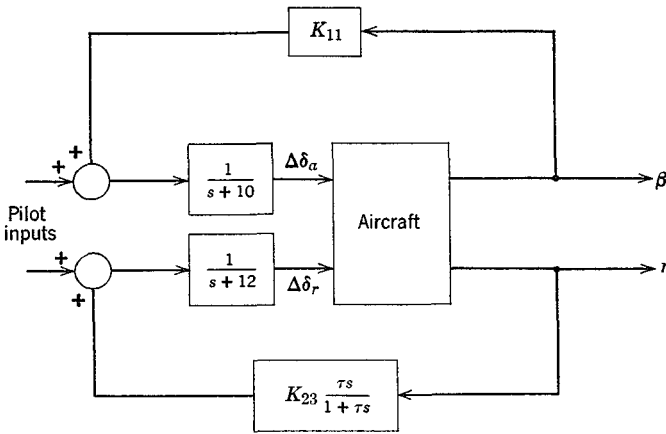 K₁₁
+
+
1
s + 10
Δδₐ
β
Pilot
inputs
Aircraft
+
+
1
s + 12
Δδᵣ
r
K₂₃ τs
1 + τs